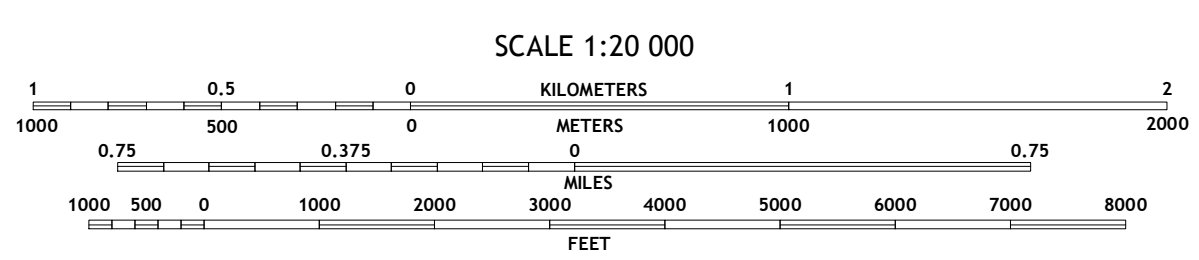 SCALE 1:20 000
1 0.5 0 KILOMETERS 1 2
1000 500 0 METERS 1000 2000
0.75 0.375 0 0.75
MILES
1000 500 0 1000 2000 3000 4000 5000 6000 7000 8000
FEET